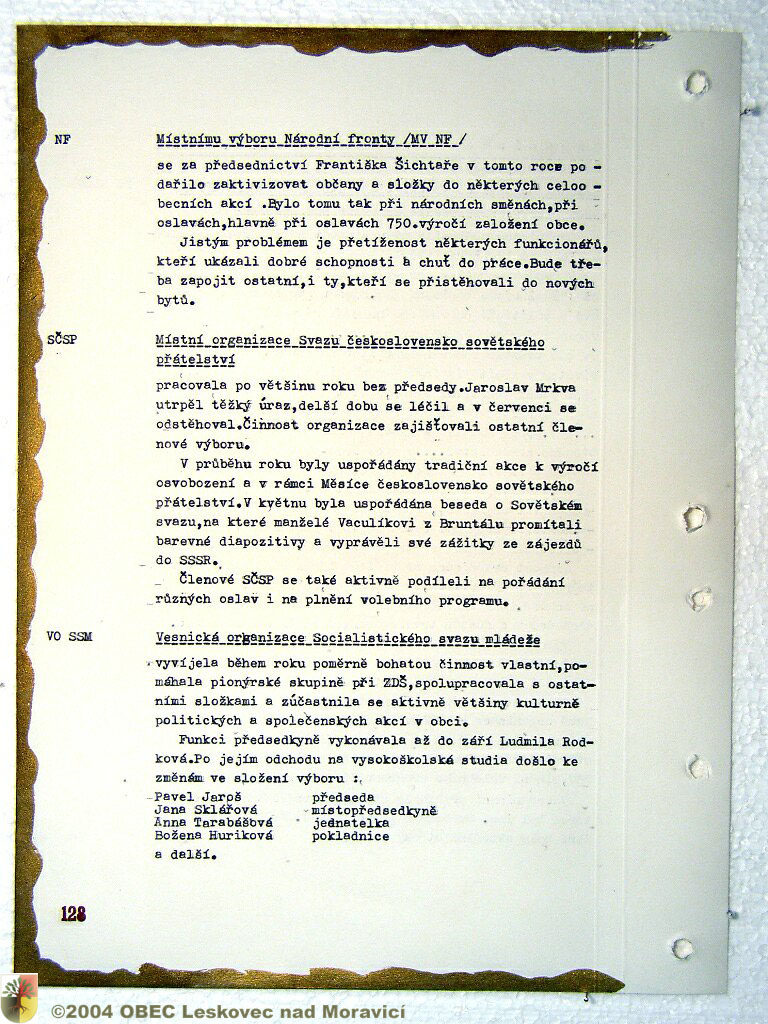 NF Místnímu výboru Národní fronty /MV NF /
se za předsednictví Františka Šichtaře v tomto roce po -
dařilo zaktivizovat občany a složky do některých celoo -
becních akcí .Bylo tomu tak při národních směnách,při
oslavách,hlavně při oslavách 750.výročí založení obce.
Jistým problémem je přetíženost některých funkcionářů,
kteří ukázali dobré schopnosti a chuť do práce.Bude tře-
ba zapojit ostatní,i ty,kteří se přistěhovali do nových
bytů.
SČSP Místní organizace Svazu československo sovětského
přátelství
pracovala po většinu roku bez předsedy.Jaroslav Mrkva
utrpěl těžký úraz,delší dobu se léčil a v červenci se
odstěhoval.Činnost organizace zajišťovali ostatní čle-
nové výboru.
V průběhu roku byly uspořádány tradiční akce k výročí
osvobození a v rámci Měsíce československo sovětského
přátelství.V květnu byla uspořádána beseda o Sovětském
svazu,na které manželé Vaculíkovi z Bruntálu promítali
barevné diapozitivy a vyprávěli své zážitky ze zájezdů
do SSSR.
Členové SČSP se také aktivně podíleli na pořádání
různých oslav i na plnění volebního programu.
VO SSM Vesnická organizace Socialistického svazu mládeže
vyvíjela během roku poměrně bohatou činnost vlastní,po-
máhala pionýrské skupině při ZDŠ,spolupracovala s ostat-
ními složkami a zúčastnila se aktivně většiny kulturně
politických a společenských akcí v obci.
Funkci předsedkyně vykonávala až do září Ludmila Rod-
ková.Po jejím odchodu na vysokoškolská studia došlo ke
změnám ve složení výboru :
Pavel Jaroš předseda
Jana Sklářová místopředsedkyně
Anna Tarabášová jednatelka
Božena Huriková pokladnice
a další.
128
©2004 OBEC Leskovec nad Moravicí